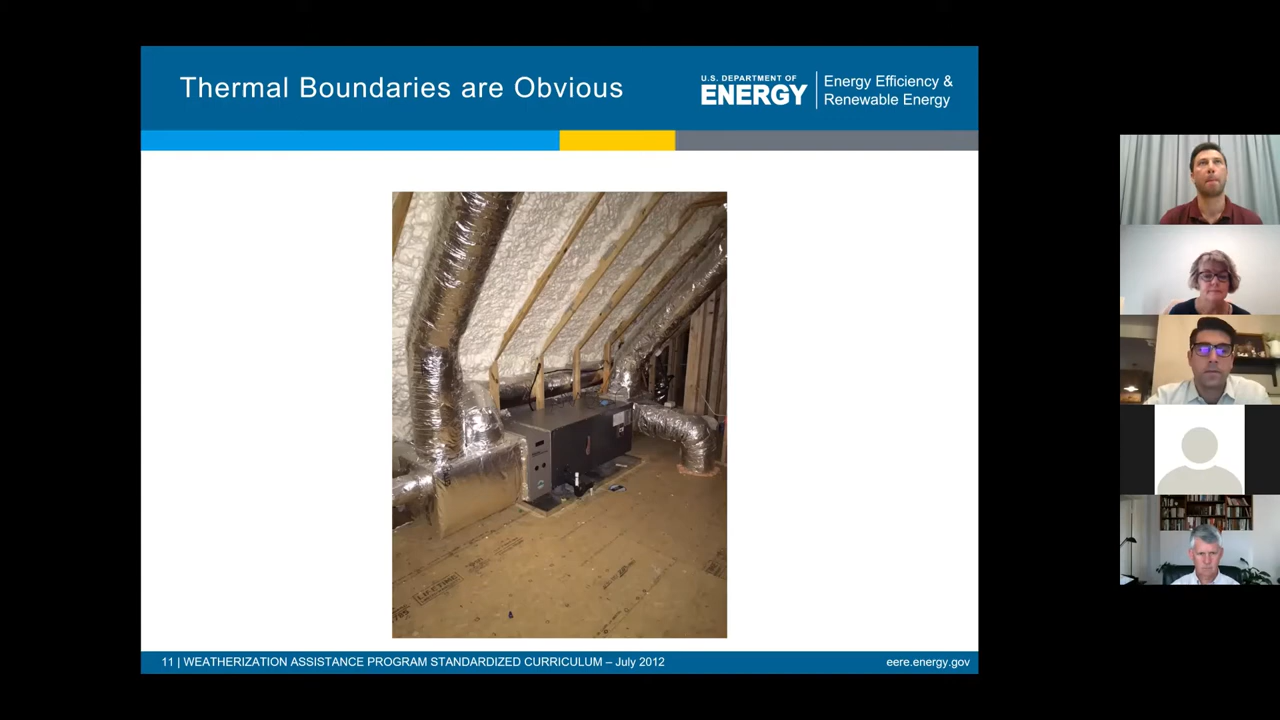 Thermal Boundaries are Obvious
U.S. DEPARTMENT OF
ENERGY
Energy Efficiency &
Renewable Energy
LIFETIME
11 | WEATHERIZATION ASSISTANCE PROGRAM STANDARDIZED CURRICULUM – July 2012
eere.energy.gov